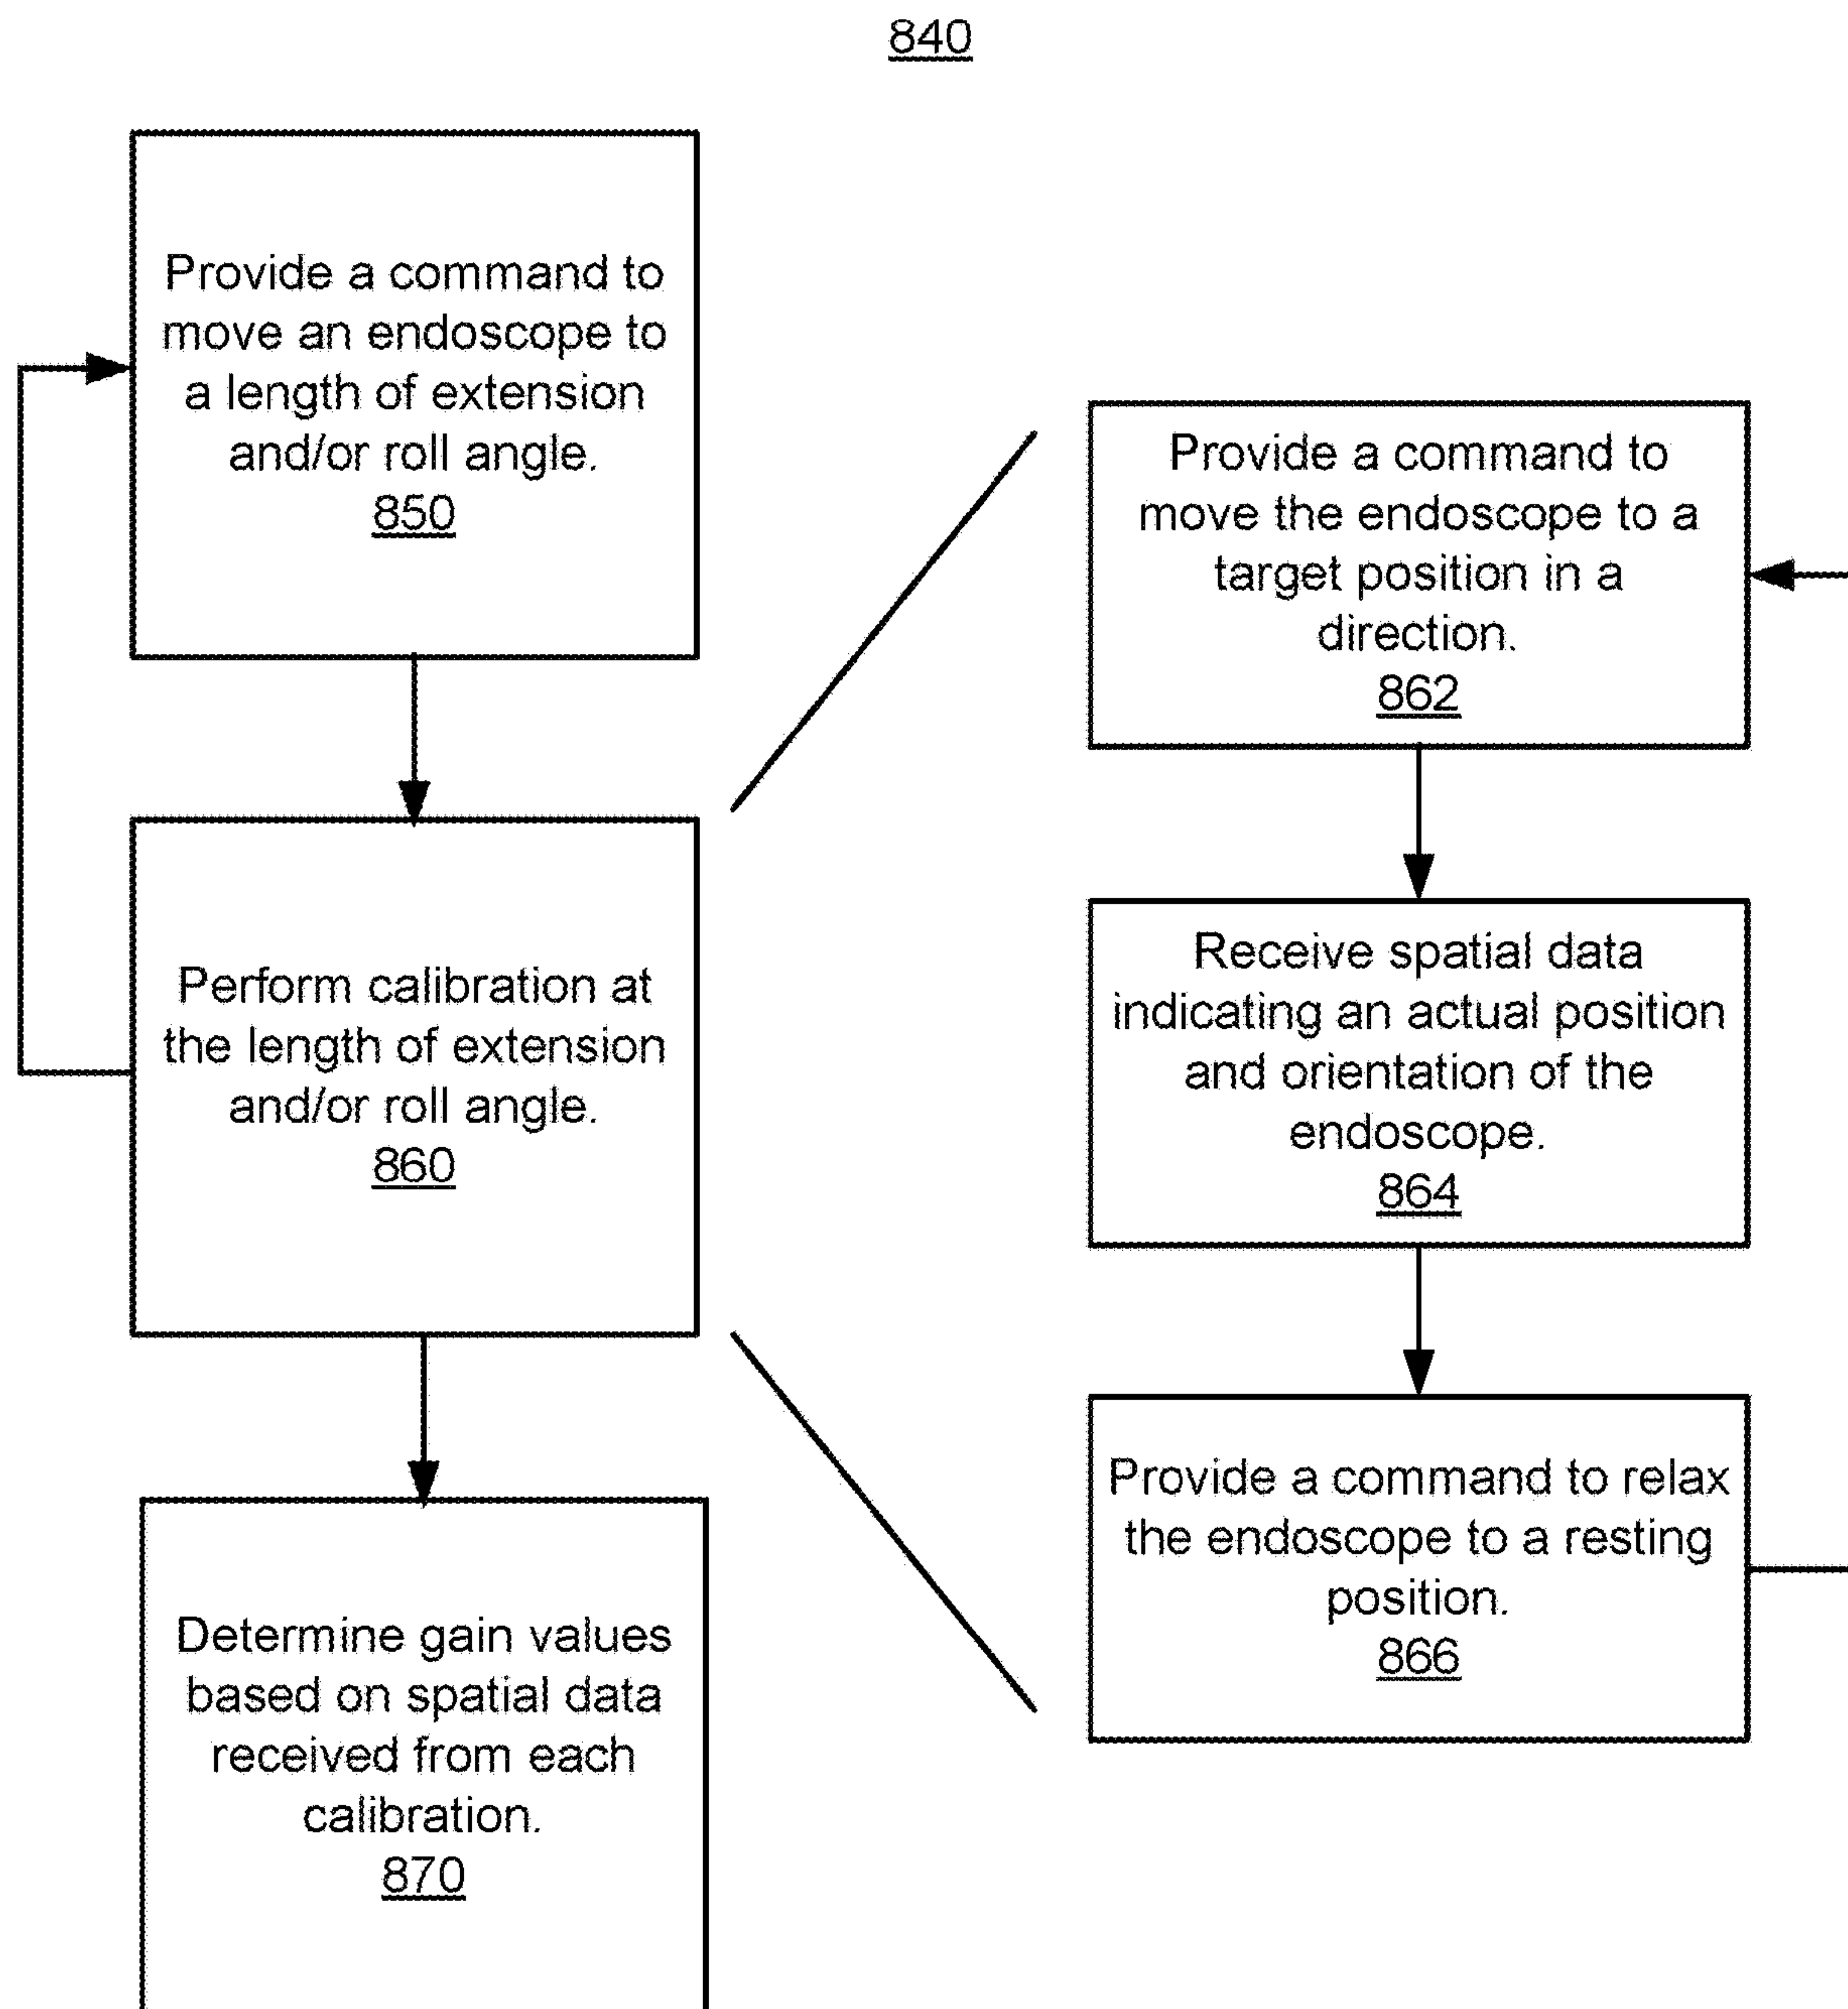 840
Provide a command to
move an endoscope to
a length of extension
and/or roll angle.
850
Perform calibration at
the length of extension
and/or roll angle.
860
Determine gain values
based on spatial data
received from each
calibration.
870
Provide a command to
move the endoscope to a
target position in a
direction.
862
Receive spatial data
indicating an actual position
and orientation of the
endoscope.
864
Provide a command to relax
the endoscope to a resting
position.
866